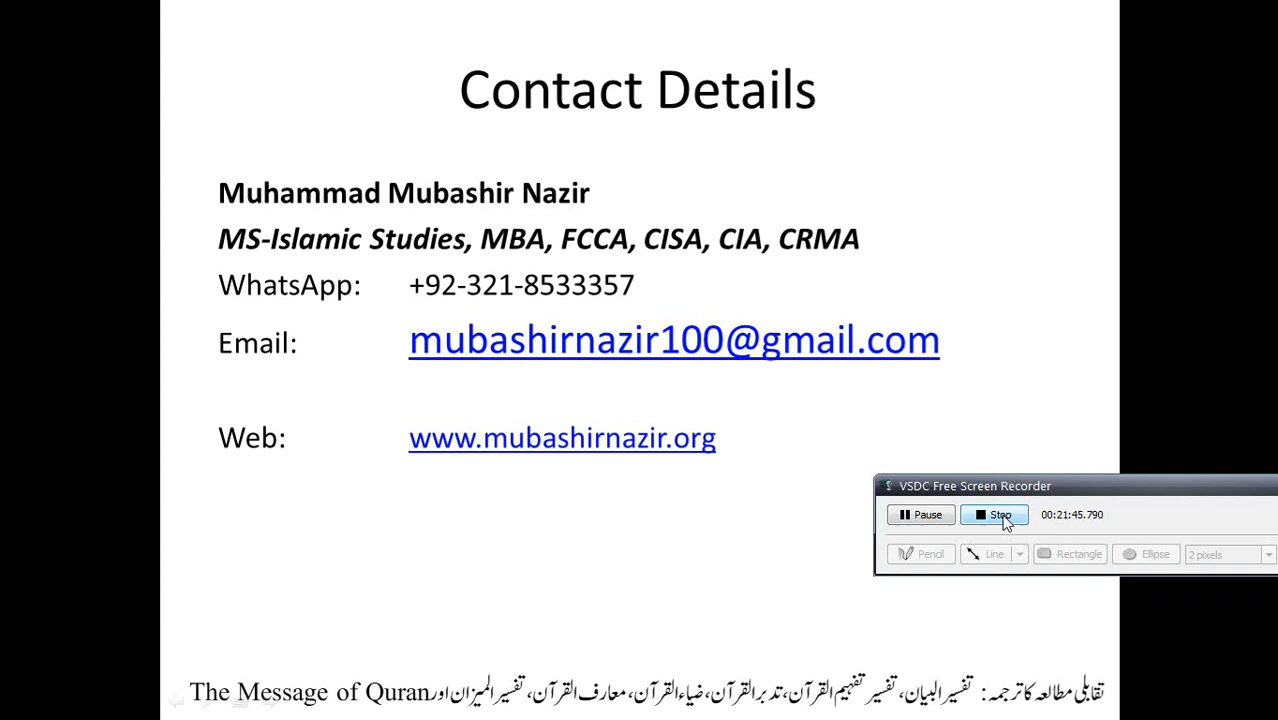 Contact Details
Muhammad Mubashir Nazir
MS-Islamic Studies, MBA, FCCA, CISA, CIA, CRMA
WhatsApp: +92-321-8533357
Email: mubashirnazir100@gmail.com
Web: www.mubashirnazir.org
VSDC Free Screen Recorder
Pause Stop 00:21:45.790
Pencil Line Rectangle Ellipse 2 pixels
تقابلی مطالعہ کا ترجمہ: تفسیر البیان، تفسیر تفہیم القرآن، تدبر القرآن، ضیاء القرآن، معارف القرآن، تفسیر المیزان اور The Message of Quran